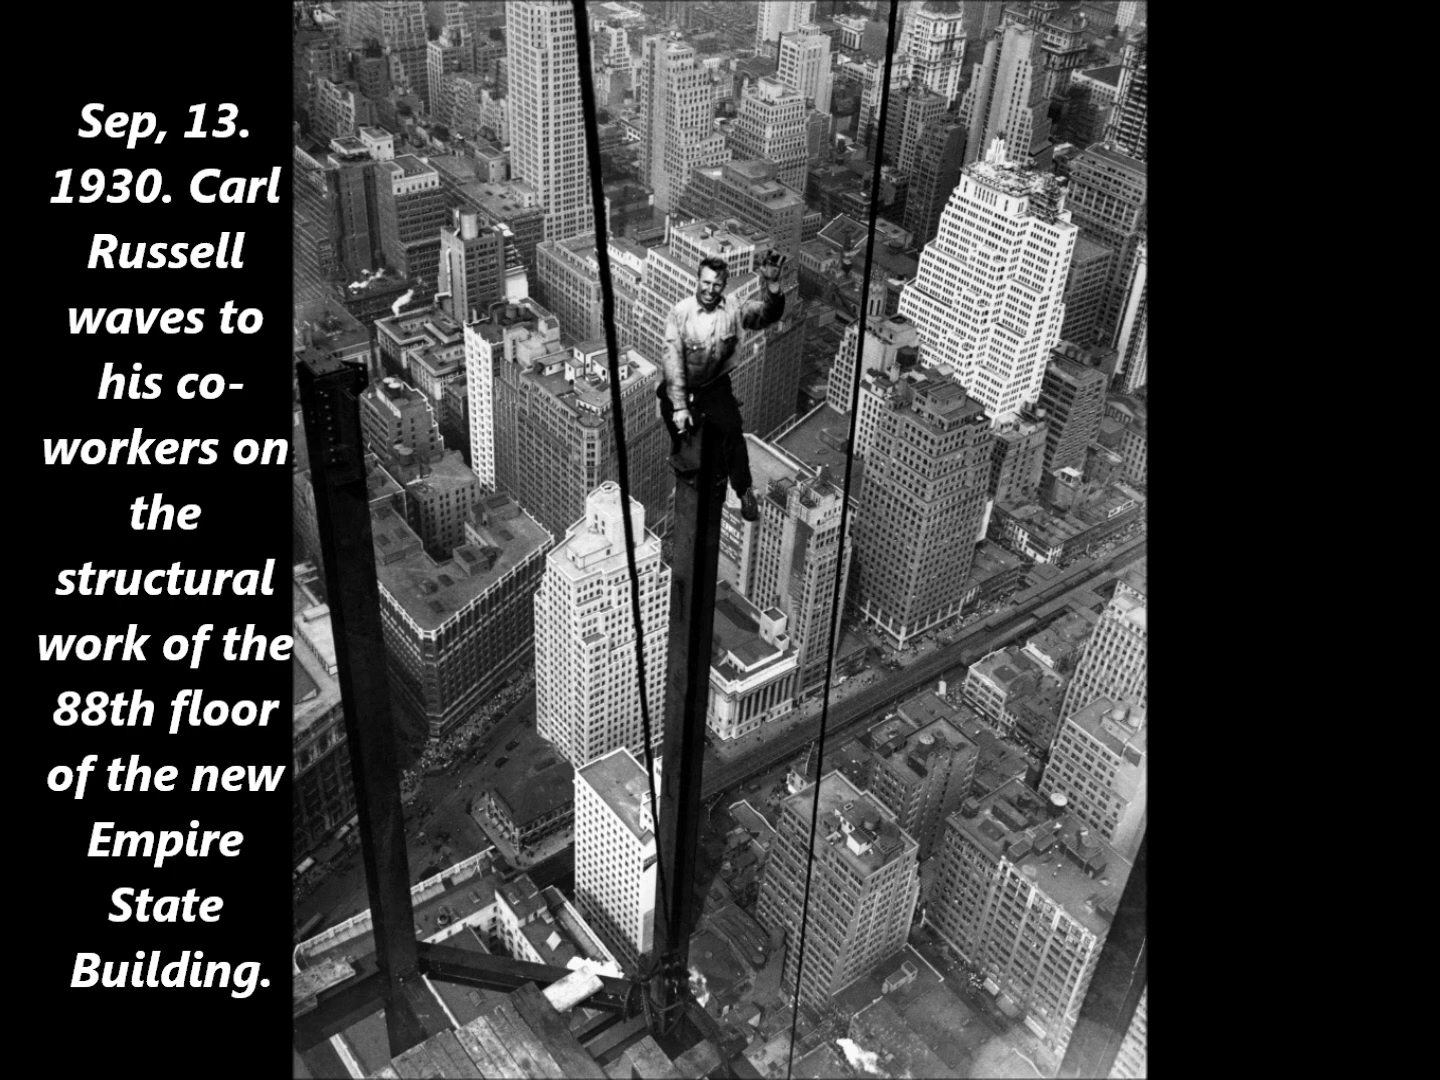 Sep, 13.
1930. Carl
Russell
waves to
his co-
workers on
the
structural
work of the
88th floor
of the new
Empire
State
Building.